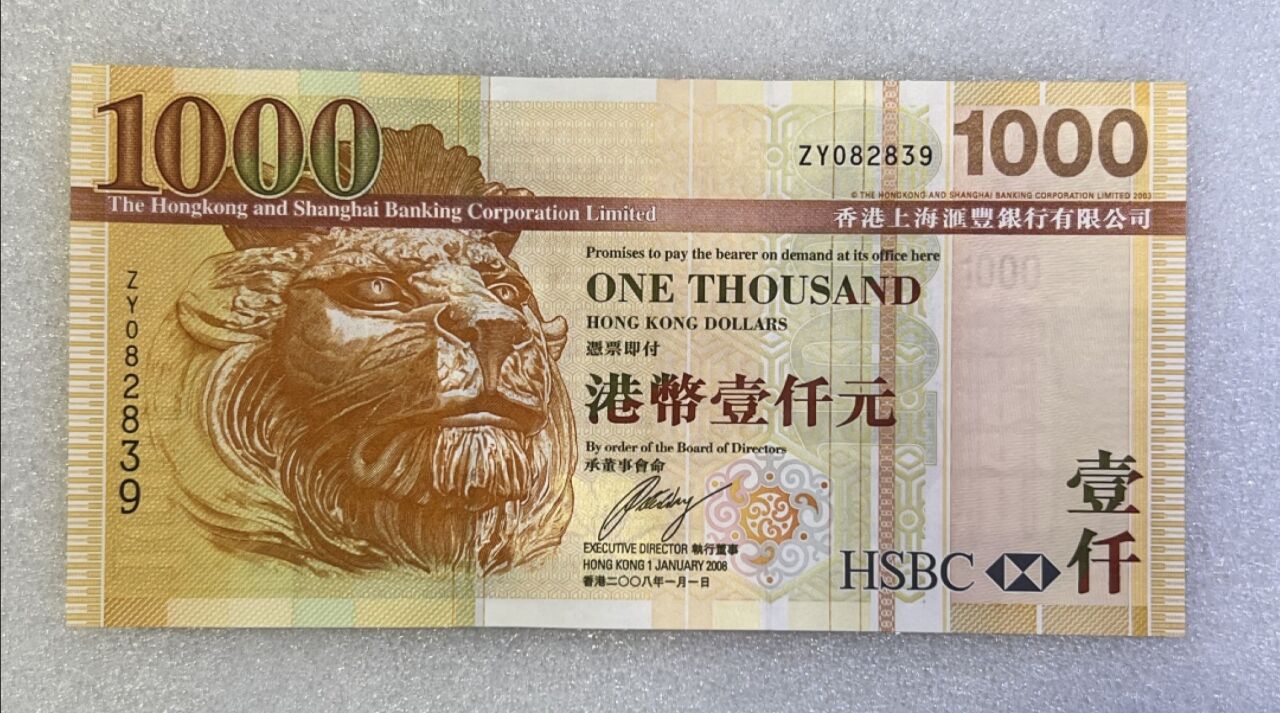 1000
ZY082839
1000
© THE HONGKONG AND SHANGHAI BANKING CORPORATION LIMITED 2003
The Hongkong and Shanghai Banking Corporation Limited
香港上海滙豐銀行有限公司
Promises to pay the bearer on demand at its office here
ONE THOUSAND
1000
HONG KONG DOLLARS
憑票即付
港幣壹仟元
ZY082839
By order of the Board of Directors
承董事會命
EXECUTIVE DIRECTOR 執行董事
HONG KONG 1 JANUARY 2008
香港二〇〇八年一月一日
HSBC
壹仟